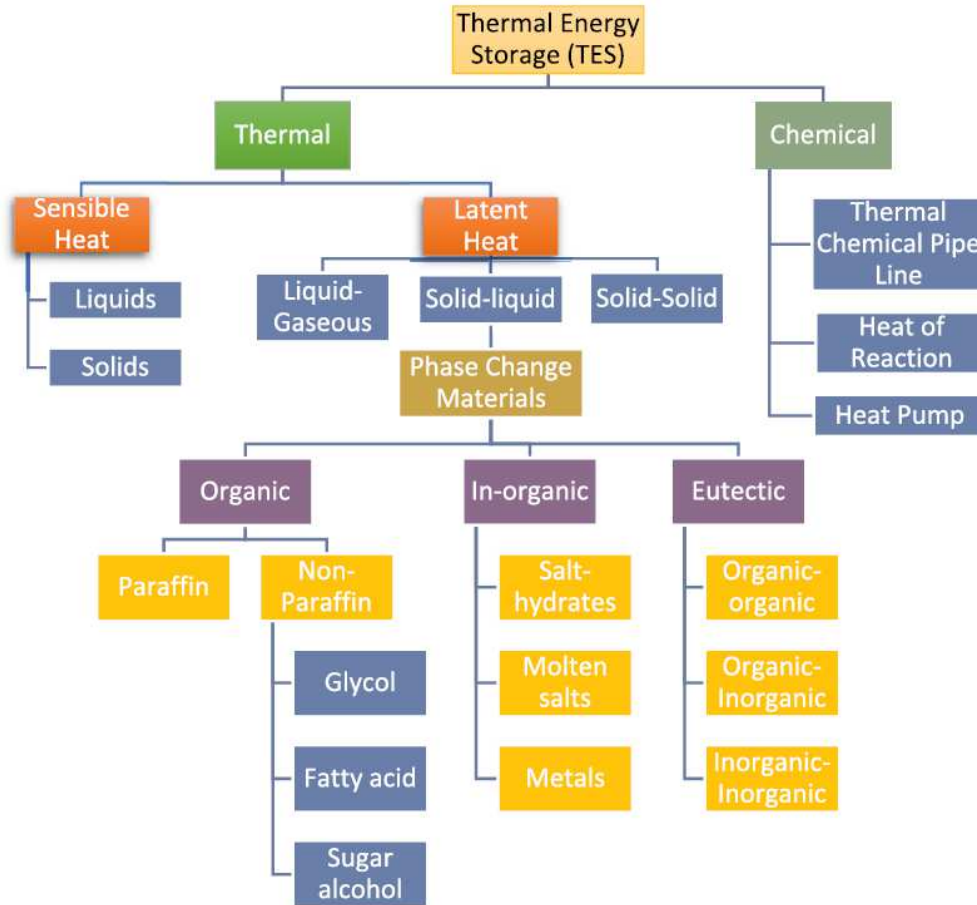 Thermal Energy
Storage (TES)
Thermal
Chemical
Sensible
Heat
Latent
Heat
Liquids
Solids
Liquid-
Gaseous
Solid-liquid
Solid-Solid
Thermal
Chemical Pipe
Line
Heat of
Reaction
Heat Pump
Phase Change
Materials
Organic
In-organic
Eutectic
Paraffin
Non-
Paraffin
Glycol
Fatty acid
Sugar
alcohol
Salt-
hydrates
Molten
salts
Metals
Organic-
organic
Organic-
Inorganic
Inorganic-
Inorganic